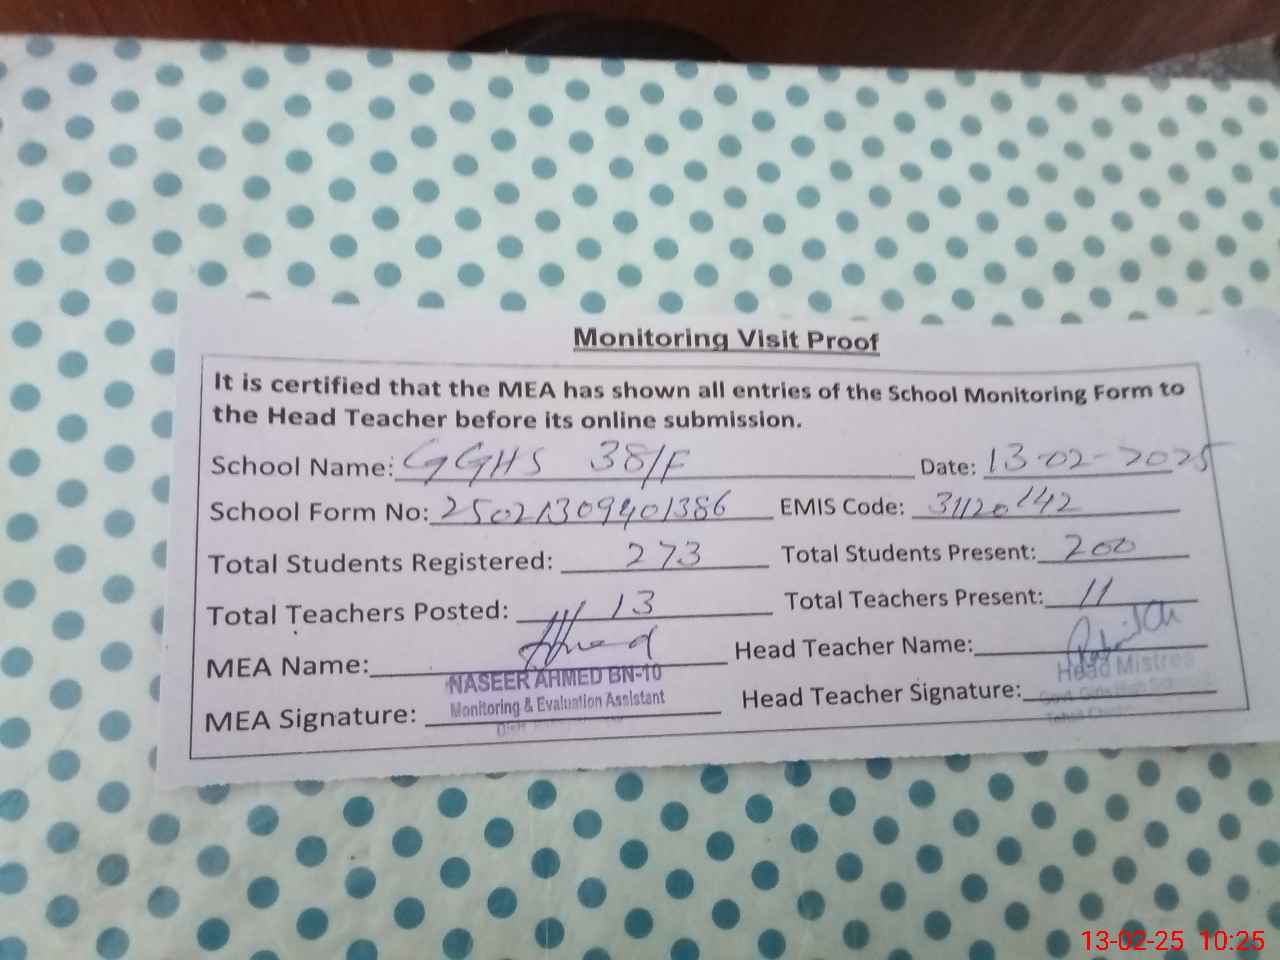 Monitoring Visit Proof
It is certified that the MEA has shown all entries of the School Monitoring Form to
the Head Teacher before its online submission.
School Name: GGHS 38/F Date: 13-02-2025
School Form No: 25021309401386 EMIS Code: 31120142
Total Students Registered: 273 Total Students Present: 200
Total Teachers Posted: 13 Total Teachers Present: 11
MEA Name: Head Teacher Name:
NASEER AHMED BN-10 Head Mistress
Monitoring & Evaluation Assistant
MEA Signature: Head Teacher Signature:
13-02-25 10:25